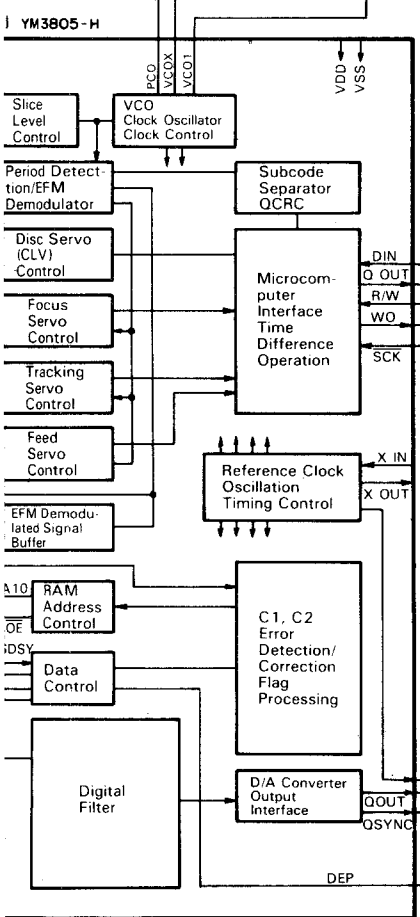 YM3805-H
PCO
VCOX
VCO1
VDD
VSS
Slice
Level
Control
VCO
Clock Oscillator
Clock Control
Period Detect-
tion/EFM
Demodulator
Subcode
Separator
QCRC
Disc Servo
(CLV)
Control
Microcom-
puter
Interface
Time
Difference
Operation
DIN
Q OUT
R/W
WO
SCK
Focus
Servo
Control
Tracking
Servo
Control
Feed
Servo
Control
Reference Clock
Oscillation
Timing Control
X IN
X OUT
EFM Demodu-
lated Signal
Buffer
A10
OE
RAM
Address
Control
C1, C2
Error
Detection/
Correction
Flag
Processing
SDSY
Data
Control
Digital
Filter
D/A Converter
Output
Interface
QOUT
QSYNC
DEP